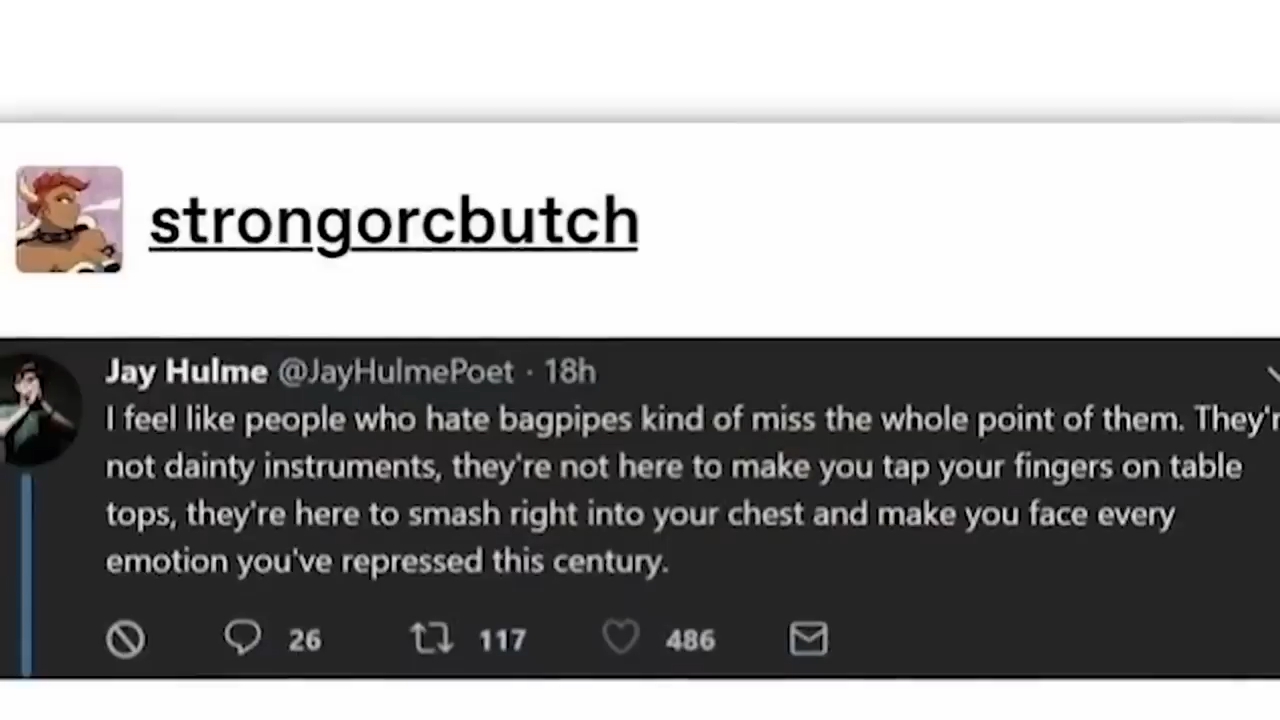 strongorcbutch
Jay Hulme @JayHulmePoet · 18h
I feel like people who hate bagpipes kind of miss the whole point of them. They'r
not dainty instruments, they're not here to make you tap your fingers on table
tops, they're here to smash right into your chest and make you face every
emotion you've repressed this century.
26 117 486